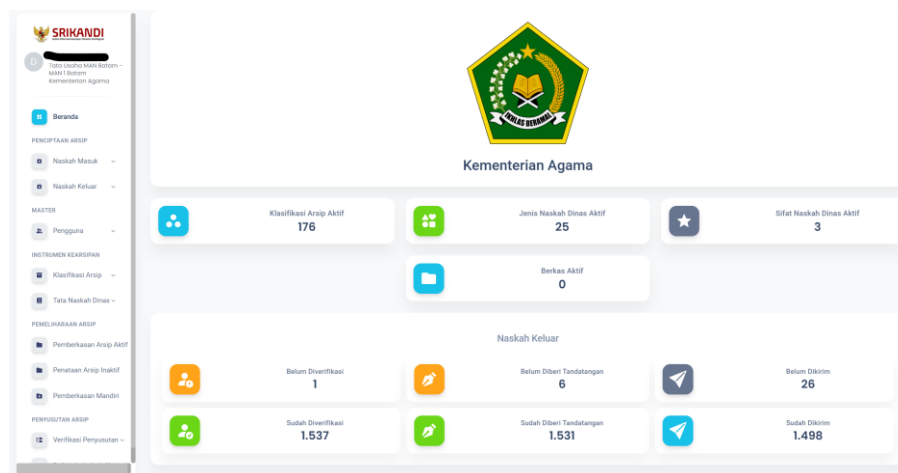 SRIKANDI
D
Tata Usaha MAN Batam -
MAN 1 Batam
Kementerian Agama
Beranda
PENCIPTAAN ARSIP
Naskah Masuk
Naskah Keluar
MASTER
Pengguna
INSTRUMEN KEARSIPAN
Klasifikasi Arsip
Tata Naskah Dinas
PEMELIHARAAN ARSIP
Pemberkasan Arsip Aktif
Penataan Arsip Inaktif
Pemberkasan Mandiri
PENYUSUTAN ARSIP
Verifikasi Penyusutan
IKHLAS BERAMAL
Kementerian Agama
Klasifikasi Arsip Aktif
176
Jenis Naskah Dinas Aktif
25
Sifat Naskah Dinas Aktif
3
Berkas Aktif
0
Naskah Keluar
Belum Diverifikasi
1
Belum Diberi Tandatangan
6
Belum Dikirim
26
Sudah Diverifikasi
1.537
Sudah Diberi Tandatangan
1.531
Sudah Dikirim
1.498